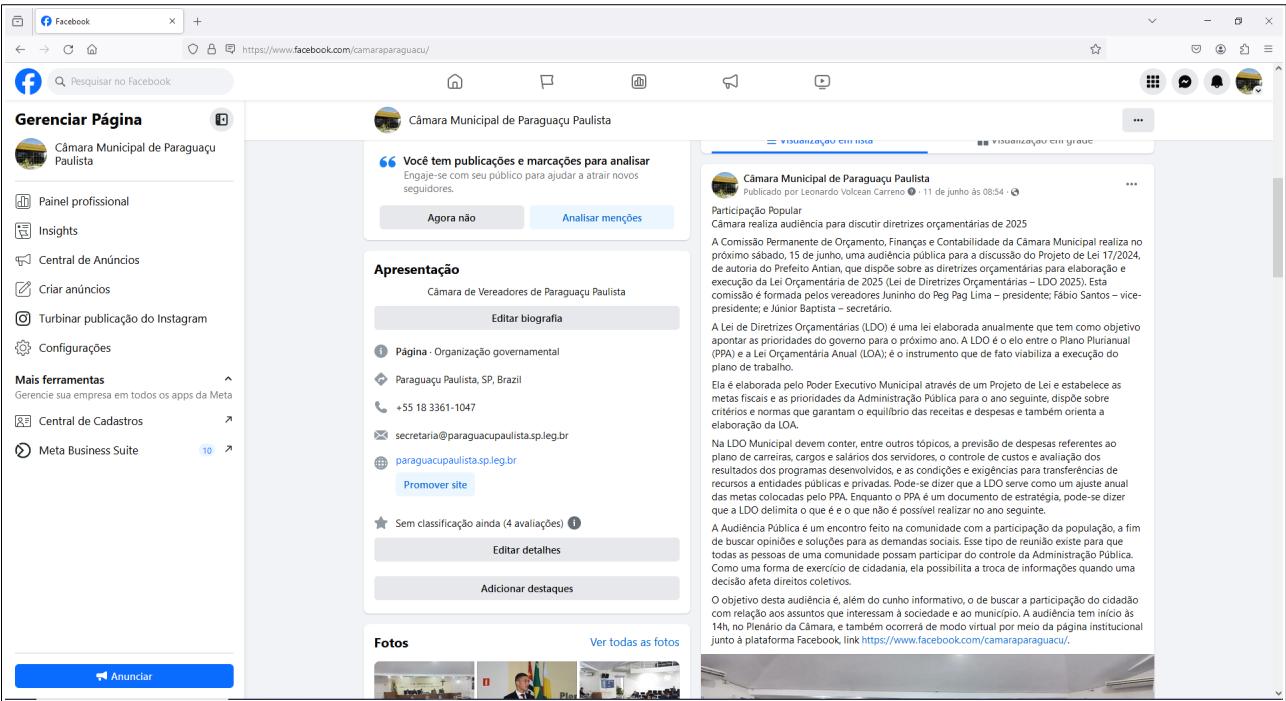 Facebook
https://www.facebook.com/camaraparaguacu/
Pesquisar no Facebook
Gerenciar Página
Câmara Municipal de Paraguaçu
Paulista
Painel profissional
Insights
Central de Anúncios
Criar anúncios
Turbinar publicação do Instagram
Configurações
Mais ferramentas
Gerencie sua empresa em todos os apps da Meta
Central de Cadastros
Meta Business Suite 10
Anunciar
Câmara Municipal de Paraguaçu Paulista
Você tem publicações e marcações para analisar
Engaje-se com seu público para ajudar a atrair novos
seguidores.
Agora não Analisar menções
Apresentação
Câmara de Vereadores de Paraguaçu Paulista
Editar biografia
Página · Organização governamental
Paraguaçu Paulista, SP, Brazil
+55 18 3361-1047
secretaria@paraguacupaulista.sp.leg.br
paraguacupaulista.sp.leg.br
Promover site
Sem classificação ainda (4 avaliações)
Editar detalhes
Adicionar destaques
Fotos Ver todas as fotos
Visualização em lista Visualização em grade
Câmara Municipal de Paraguaçu Paulista
Publicado por Leonardo Volcean Carreno · 11 de junho às 08:54 ·
Participação Popular
Câmara realiza audiência para discutir diretrizes orçamentárias de 2025
A Comissão Permanente de Orçamento, Finanças e Contabilidade da Câmara Municipal realiza no
próximo sábado, 15 de junho, uma audiência pública para a discussão do Projeto de Lei 17/2024,
de autoria do Prefeito Antian, que dispõe sobre as diretrizes orçamentárias para elaboração e
execução da Lei Orçamentária de 2025 (Lei de Diretrizes Orçamentárias – LDO 2025). Esta
comissão é formada pelos vereadores Juninho do Peg Pag Lima – presidente; Fábio Santos – vice-
presidente; e Júnior Baptista – secretário.
A Lei de Diretrizes Orçamentárias (LDO) é uma lei elaborada anualmente que tem como objetivo
apontar as prioridades do governo para o próximo ano. A LDO é o elo entre o Plano Plurianual
(PPA) e a Lei Orçamentária Anual (LOA); é o instrumento que de fato viabiliza a execução do
plano de trabalho.
Ela é elaborada pelo Poder Executivo Municipal através de um Projeto de Lei e estabelece as
metas fiscais e as prioridades da Administração Pública para o ano seguinte, dispõe sobre
critérios e normas que garantam o equilíbrio das receitas e despesas e também orienta a
elaboração da LOA.
Na LDO Municipal devem conter, entre outros tópicos, a previsão de despesas referentes ao
plano de carreiras, cargos e salários dos servidores, o controle de custos e avaliação dos
resultados dos programas desenvolvidos, e as condições e exigências para transferências de
recursos a entidades públicas e privadas. Pode-se dizer que a LDO serve como um ajuste anual
das metas colocadas pelo PPA. Enquanto o PPA é um documento de estratégia, pode-se dizer
que a LDO delimita o que é e o que não é possível realizar no ano seguinte.
A Audiência Pública é um encontro feito na comunidade com a participação da população, a fim
de buscar opiniões e soluções para as demandas sociais. Esse tipo de reunião existe para que
todas as pessoas de uma comunidade possam participar do controle da Administração Pública.
Como uma forma de exercício de cidadania, ela possibilita a troca de informações quando uma
decisão afeta direitos coletivos.
O objetivo desta audiência é, além do cunho informativo, o de buscar a participação do cidadão
com relação aos assuntos que interessam à sociedade e ao município. A audiência tem início às
14h, no Plenário da Câmara, e também ocorrerá de modo virtual por meio da página institucional
junto à plataforma Facebook, link https://www.facebook.com/camaraparaguacu/.